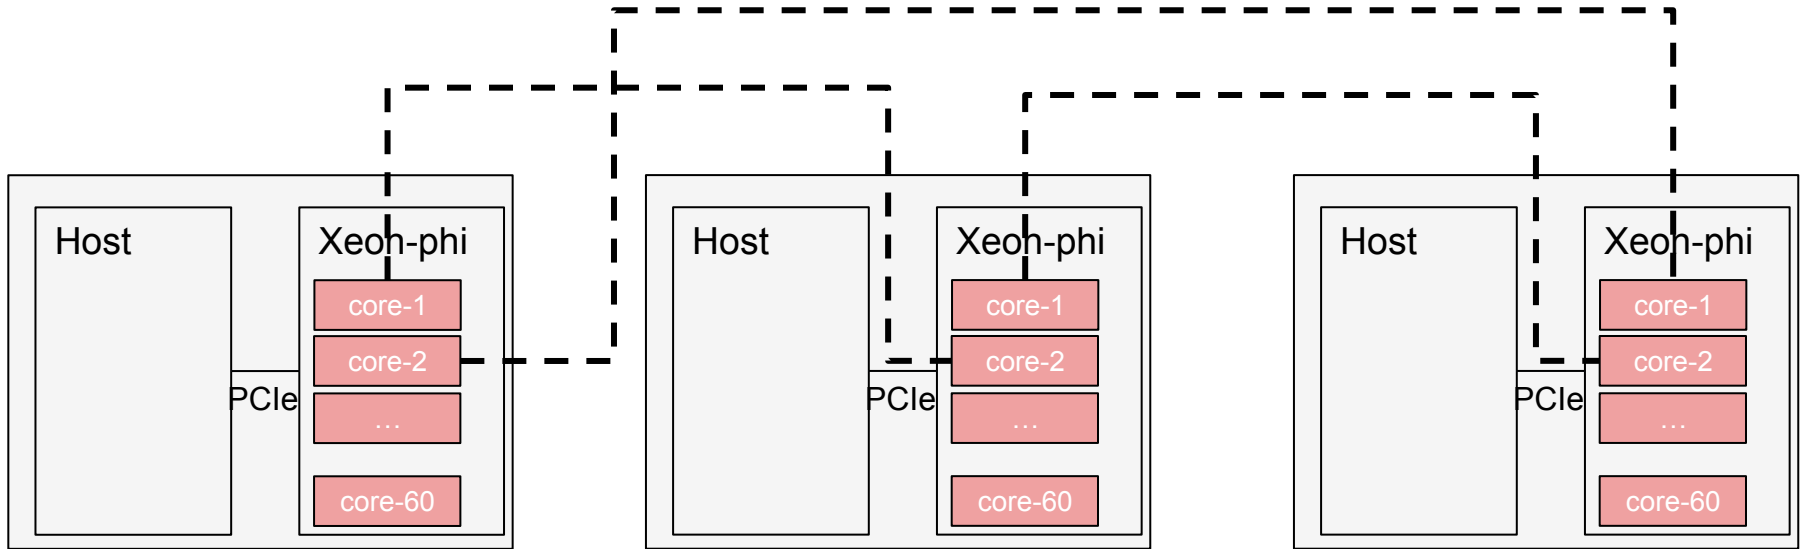 Host
Xeon-phi
core-1
core-2
PCIe
...
core-60
Host
Xeon-phi
core-1
core-2
PCIe
...
core-60
Host
Xeon-phi
core-1
core-2
PCIe
...
core-60